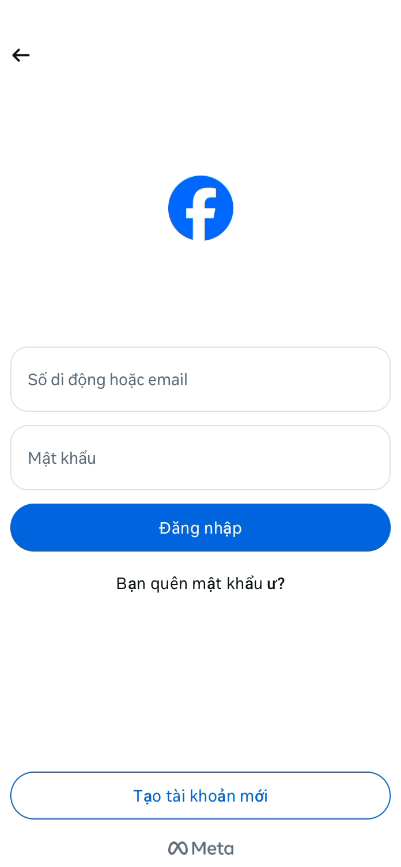 Số di động hoặc email
Mật khẩu
Đăng nhập
Bạn quên mật khẩu ư?
Tạo tài khoản mới
Meta